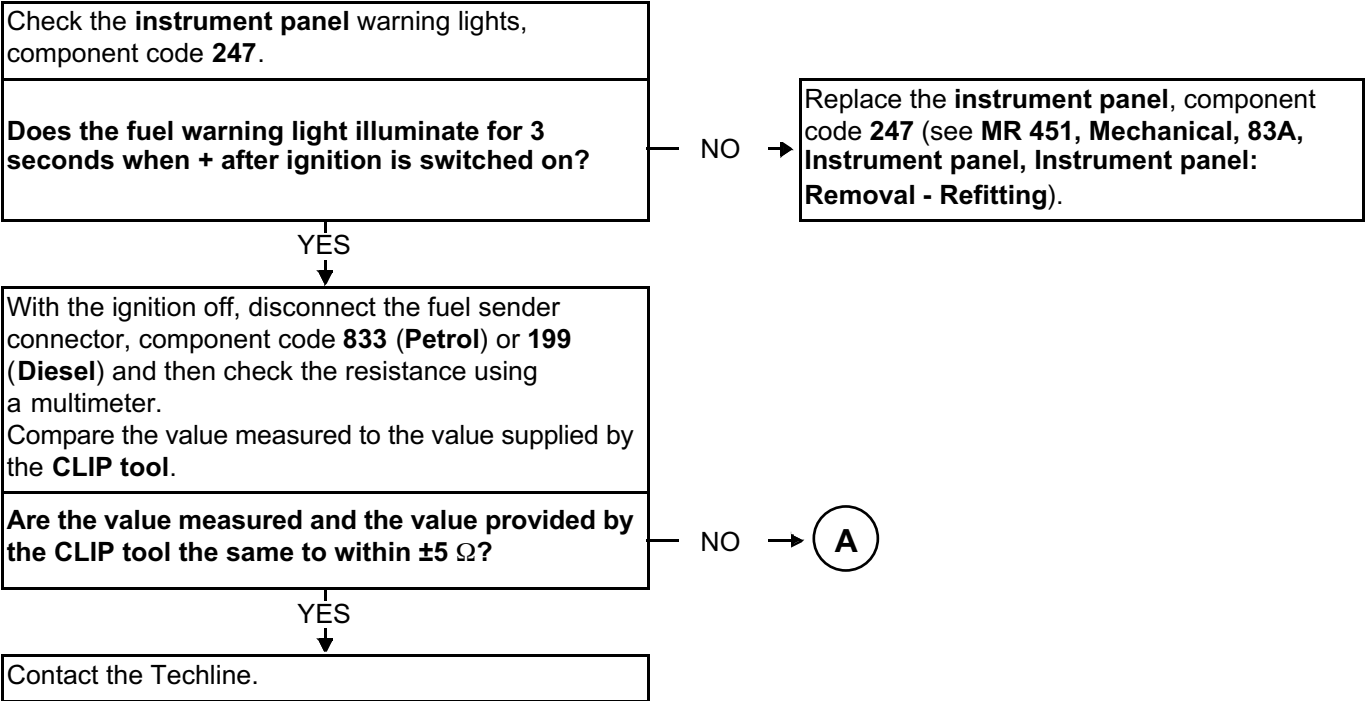 Check the instrument panel warning lights,
component code 247.
Does the fuel warning light illuminate for 3
seconds when + after ignition is switched on?
NO
Replace the instrument panel, component
code 247 (see MR 451, Mechanical, 83A,
Instrument panel, Instrument panel:
Removal - Refitting).
YES
With the ignition off, disconnect the fuel sender
connector, component code 833 (Petrol) or 199
(Diesel) and then check the resistance using
a multimeter.
Compare the value measured to the value supplied by
the CLIP tool.
Are the value measured and the value provided by
the CLIP tool the same to within ±5 Ω?
NO
A
YES
Contact the Techline.